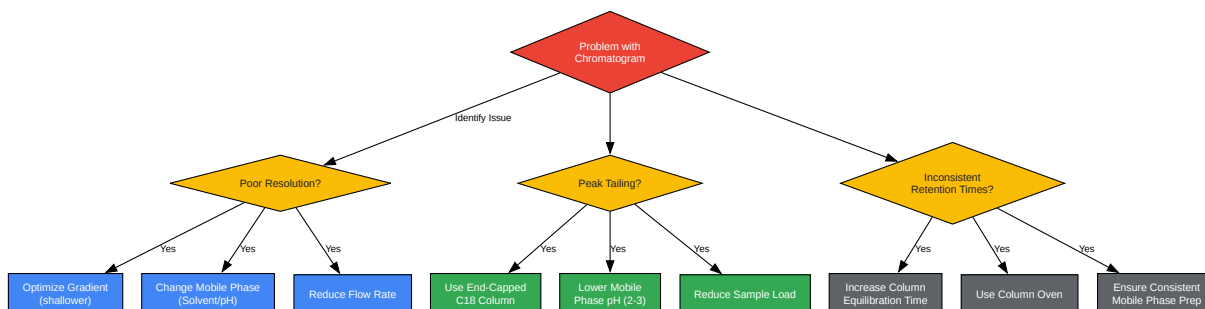 Problem with
Chromatogram
Identify Issue
Poor Resolution?
Peak Tailing?
Inconsistent
Retention Times?
Yes
Yes
Yes
Yes
Yes
Yes
Yes
Yes
Yes
Optimize Gradient
(shallower)
Change Mobile Phase
(Solvent/pH)
Reduce Flow Rate
Use End-Capped
C18 Column
Lower Mobile
Phase pH (2-3)
Reduce Sample Load
Increase Column
Equilibration Time
Use Column Oven
Ensure Consistent
Mobile Phase Prep